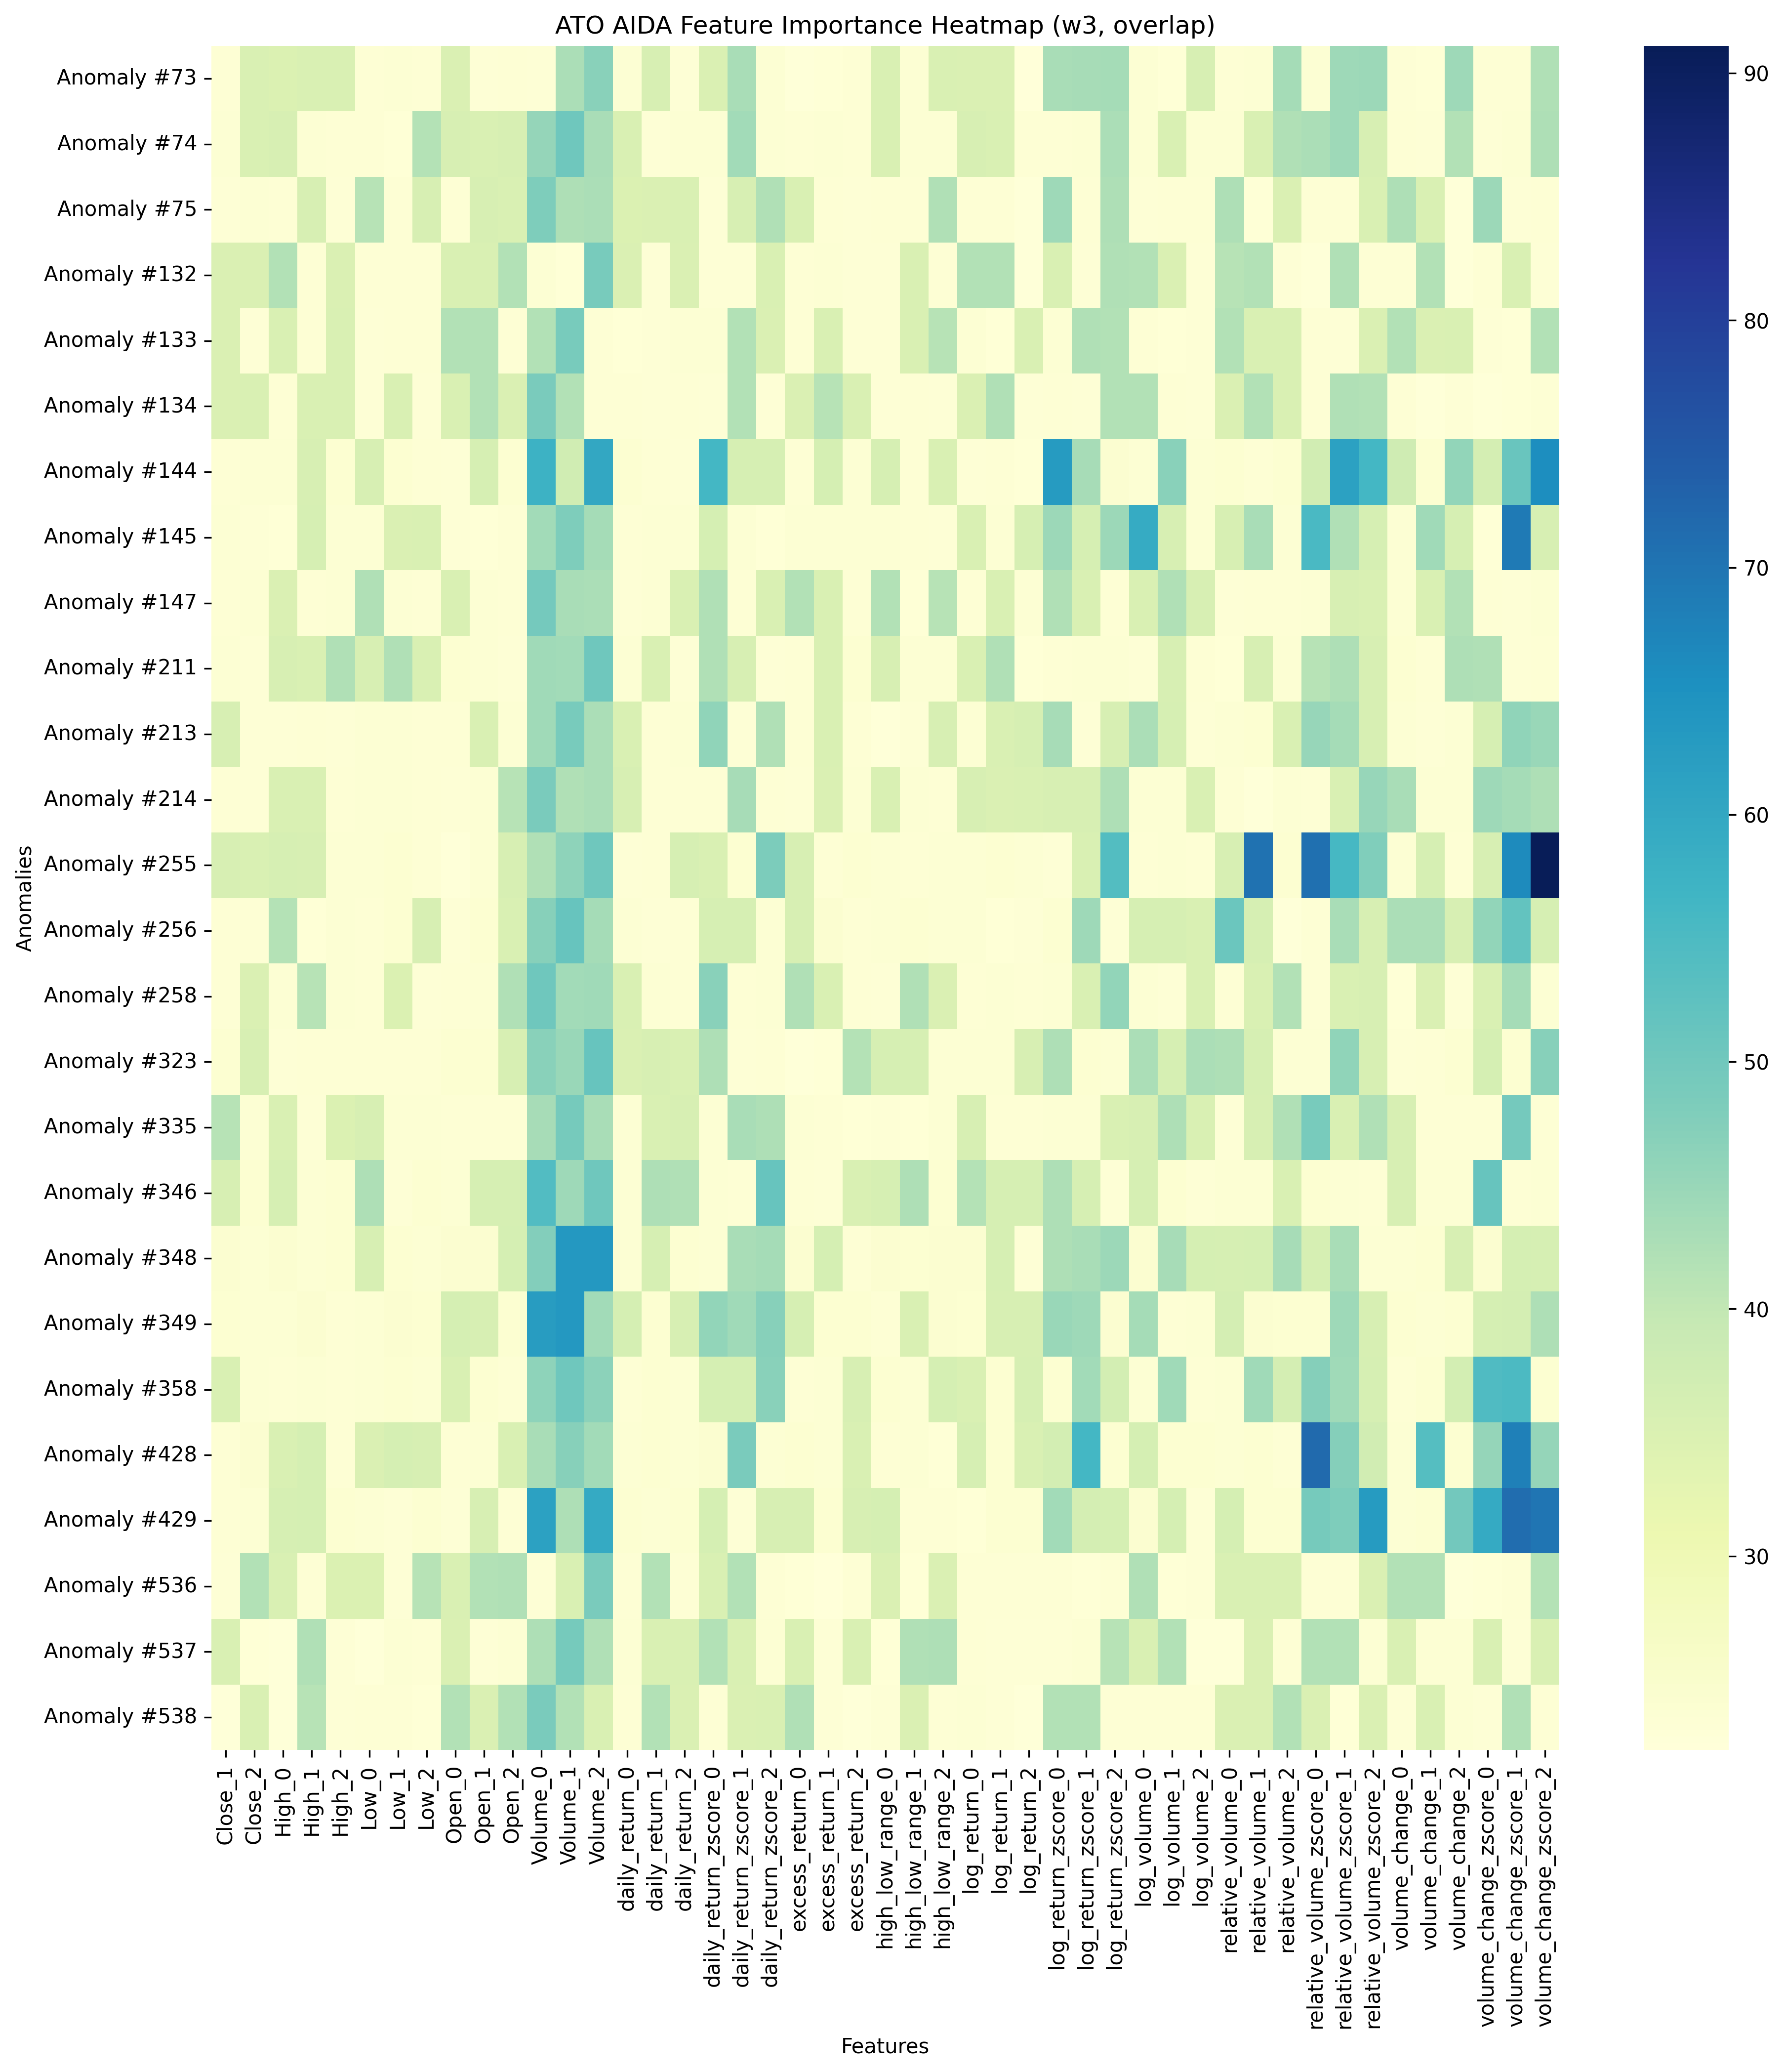 ATO AIDA Feature Importance Heatmap (w3, overlap)
Anomalies
Anomaly #73
Anomaly #74
Anomaly #75
Anomaly #132
Anomaly #133
Anomaly #134
Anomaly #144
Anomaly #145
Anomaly #147
Anomaly #211
Anomaly #213
Anomaly #214
Anomaly #255
Anomaly #256
Anomaly #258
Anomaly #323
Anomaly #335
Anomaly #346
Anomaly #348
Anomaly #349
Anomaly #358
Anomaly #428
Anomaly #429
Anomaly #536
Anomaly #537
Anomaly #538
Close_1
Close_2
High_0
High_1
High_2
Low_0
Low_1
Low_2
Open_0
Open_1
Open_2
Volume_0
Volume_1
Volume_2
daily_return_0
daily_return_1
daily_return_2
daily_return_zscore_0
daily_return_zscore_1
daily_return_zscore_2
excess_return_0
excess_return_1
excess_return_2
high_low_range_0
high_low_range_1
high_low_range_2
log_return_0
log_return_1
log_return_2
log_return_zscore_0
log_return_zscore_1
log_return_zscore_2
log_volume_0
log_volume_1
log_volume_2
relative_volume_0
relative_volume_1
relative_volume_2
relative_volume_zscore_0
relative_volume_zscore_1
relative_volume_zscore_2
volume_change_0
volume_change_1
volume_change_2
volume_change_zscore_0
volume_change_zscore_1
volume_change_zscore_2
Features
90
80
70
60
50
40
30